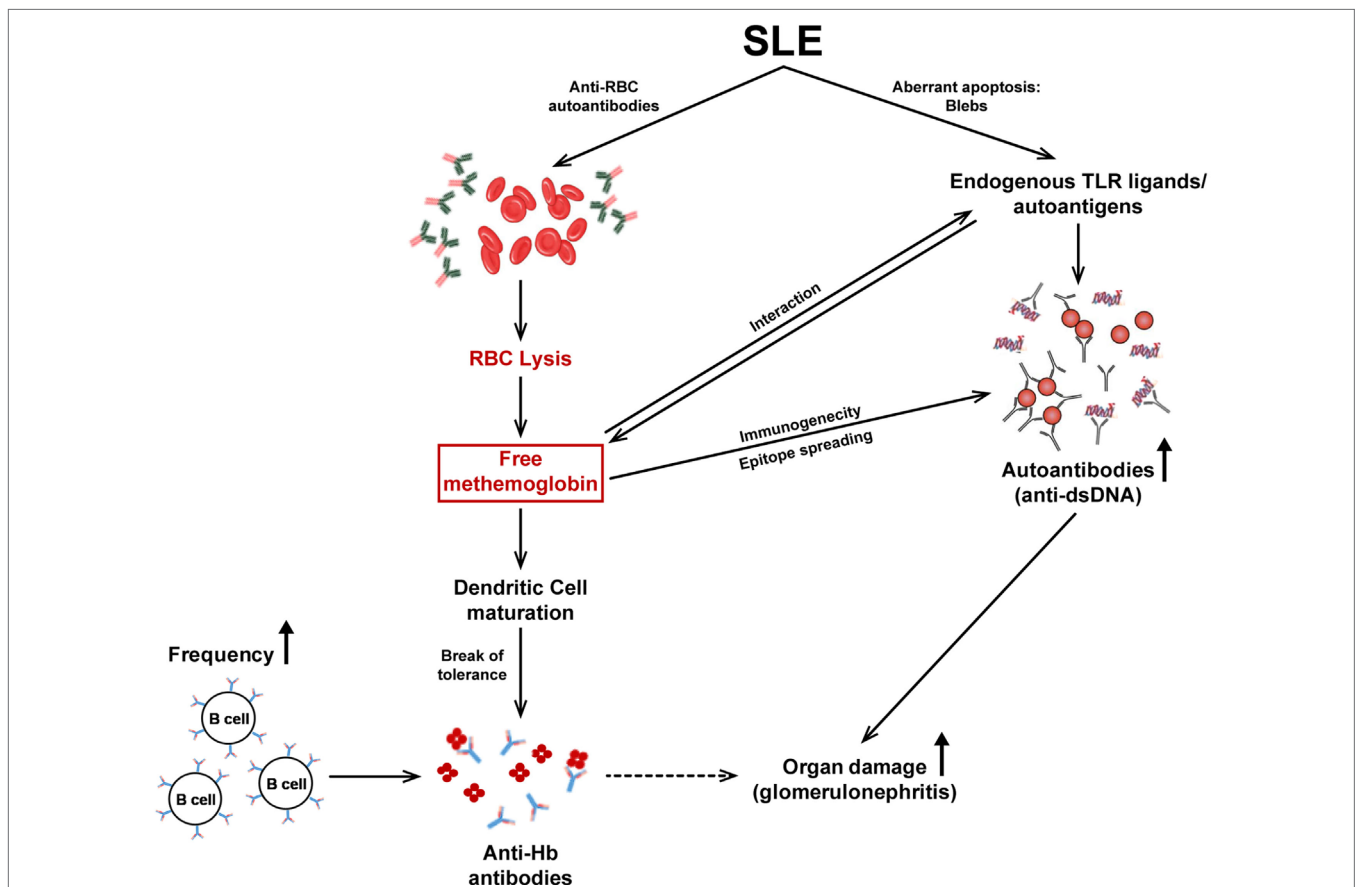 SLE
Anti-RBC
autoantibodies
Aberrant apoptosis:
Blebs
Endogenous TLR ligands/
autoantigens
Interaction
RBC Lysis
Immunogenecity
Epitope spreading
Free
methemoglobin
Autoantibodies
(anti-dsDNA)
Dendritic Cell
maturation
Break of
tolerance
Frequency
B cell
B cell
B cell
Organ damage
(glomerulonephritis)
Anti-Hb
antibodies